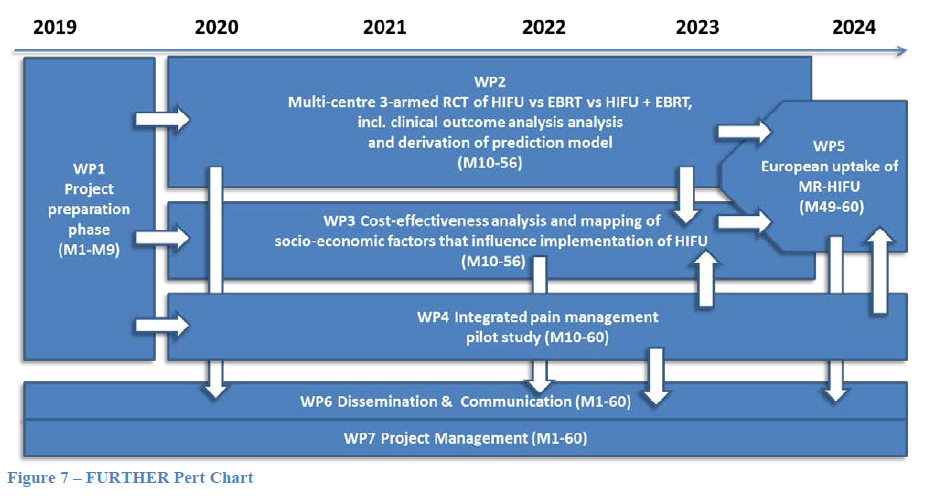 2019 2020 2021 2022 2023 2024
WP1
Project
preparation
phase
(M1-M9)
WP2
Multi-centre 3-armed RCT of HIFU vs EBRT vs HIFU + EBRT,
incl. clinical outcome analysis analysis
and derivation of prediction model
(M10-56)
WP3 Cost-effectiveness analysis and mapping of
socio-economic factors that influence implementation of HIFU
(M10-56)
WP5
European uptake of
MR-HIFU
(M49-60)
WP4 Integrated pain management
pilot study (M10-60)
WP6 Dissemination & Communication (M1-60)
WP7 Project Management (M1-60)
Figure 7 – FURTHER Pert Chart